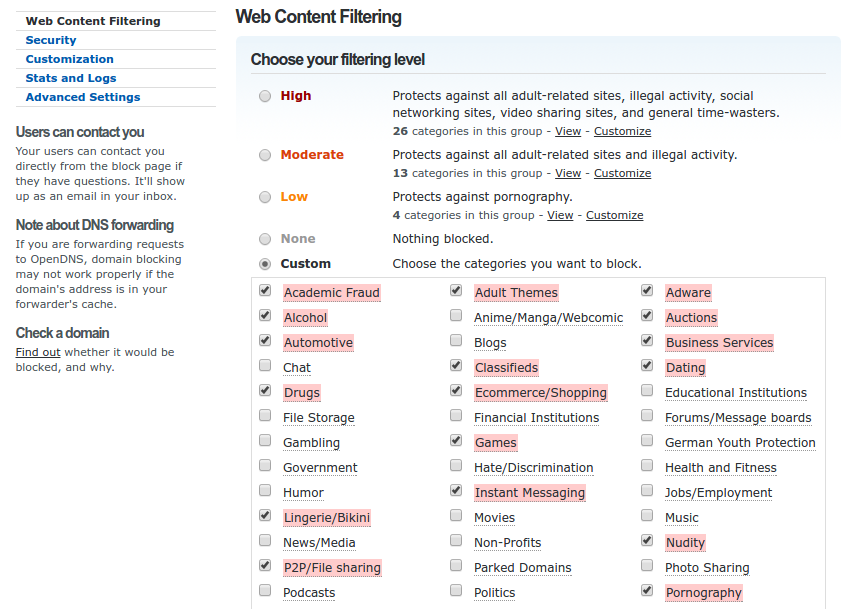 Web Content Filtering
Security
Customization
Stats and Logs
Advanced Settings
Users can contact you
Your users can contact you
directly from the block page if
they have questions. It'll show
up as an email in your inbox.
Note about DNS forwarding
If you are forwarding requests
to OpenDNS, domain blocking
may not work properly if the
domain's address is in your
forwarder's cache.
Check a domain
Find out whether it would be
blocked, and why.
Web Content Filtering
Choose your filtering level
High Protects against all adult-related sites, illegal activity, social
networking sites, video sharing sites, and general time-wasters.
26 categories in this group - View - Customize
Moderate Protects against all adult-related sites and illegal activity.
13 categories in this group - View - Customize
Low Protects against pornography.
4 categories in this group - View - Customize
None Nothing blocked.
Custom Choose the categories you want to block.
Academic Fraud Adult Themes Adware
Alcohol Anime/Manga/Webcomic Auctions
Automotive Blogs Business Services
Chat Classifieds Dating
Drugs Ecommerce/Shopping Educational Institutions
File Storage Financial Institutions Forums/Message boards
Gambling Games German Youth Protection
Government Hate/Discrimination Health and Fitness
Humor Instant Messaging Jobs/Employment
Lingerie/Bikini Movies Music
News/Media Non-Profits Nudity
P2P/File sharing Parked Domains Photo Sharing
Podcasts Politics Pornography